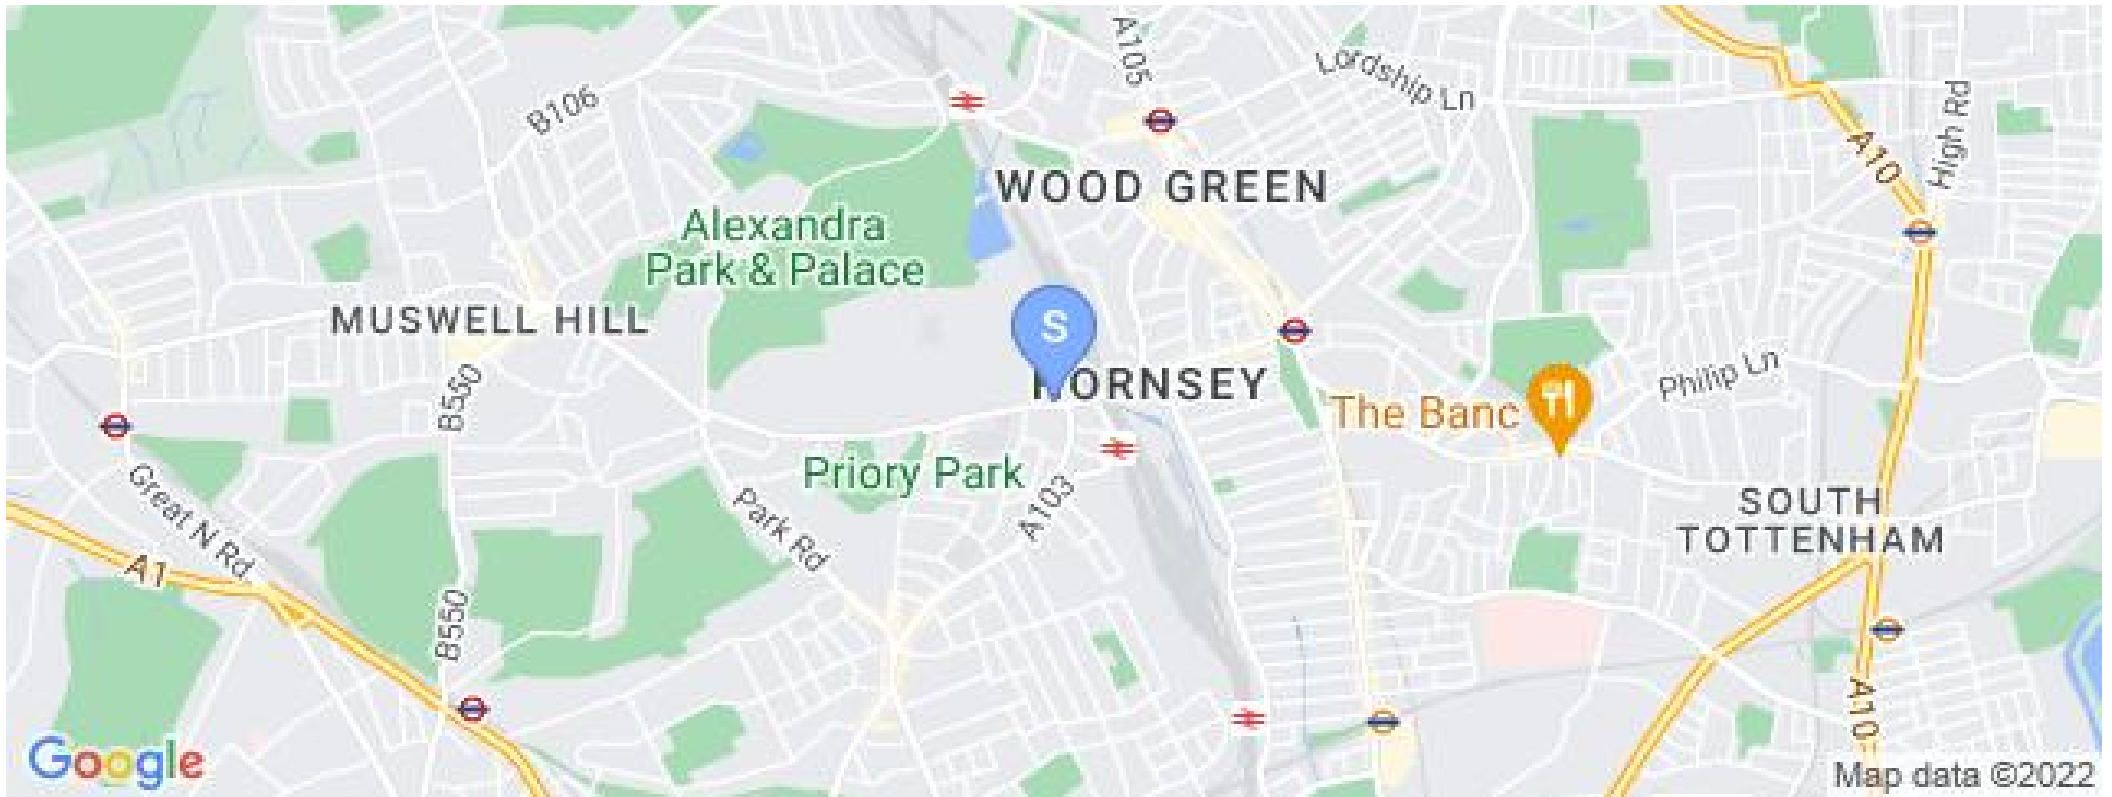 A105
Lordship Ln
B106
High Rd
A10
WOOD GREEN
Alexandra
Park & Palace
MUSWELL HILL
S
HORNSEY
B550
Philip Ln
The Banc
Priory Park
Great N Rd
Park Rd
A103
SOUTH
TOTTENHAM
A1
B550
A10
Google
Map data ©2022